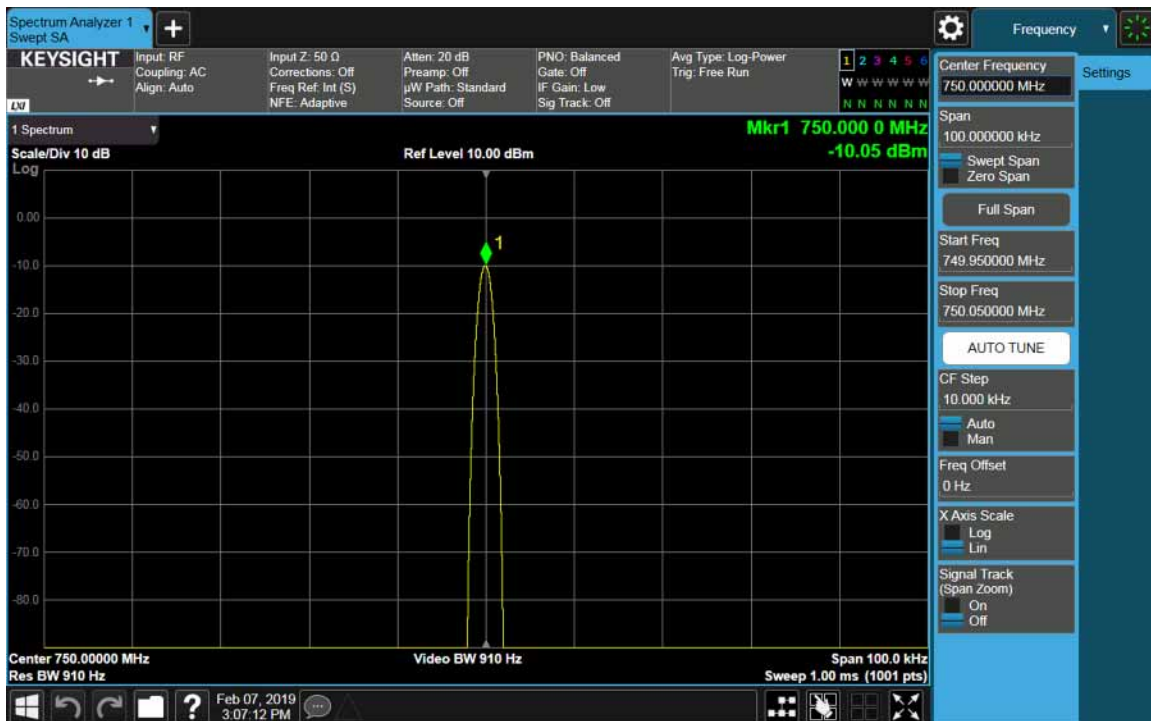 Spectrum Analyzer 1
Swept SA
+
Frequency
KEYSIGHT
LXI
Input: RF
Coupling: AC
Align: Auto
Input Z: 50 Ω
Corrections: Off
Freq Ref: Int (S)
NFE: Adaptive
Atten: 20 dB
Preamp: Off
µW Path: Standard
Source: Off
PNO: Balanced
Gate: Off
IF Gain: Low
Sig Track: Off
Avg Type: Log-Power
Trig: Free Run
1 2 3 4 5 6
W W W W W W
N N N N N N
1 Spectrum
Scale/Div 10 dB
Log
Ref Level 10.00 dBm
Mkr1 750.000 0 MHz
-10.05 dBm
1
0.00
-10.0
-20.0
-30.0
-40.0
-50.0
-60.0
-70.0
-80.0
Center 750.00000 MHz
Res BW 910 Hz
Video BW 910 Hz
Span 100.0 kHz
Sweep 1.00 ms (1001 pts)
Center Frequency
750.000000 MHz
Settings
Span
100.000000 kHz
Swept Span
Zero Span
Full Span
Start Freq
749.950000 MHz
Stop Freq
750.050000 MHz
AUTO TUNE
CF Step
10.000 kHz
Auto
Man
Freq Offset
0 Hz
X Axis Scale
Log
Lin
Signal Track
(Span Zoom)
On
Off
?
Feb 07, 2019
3:07:12 PM